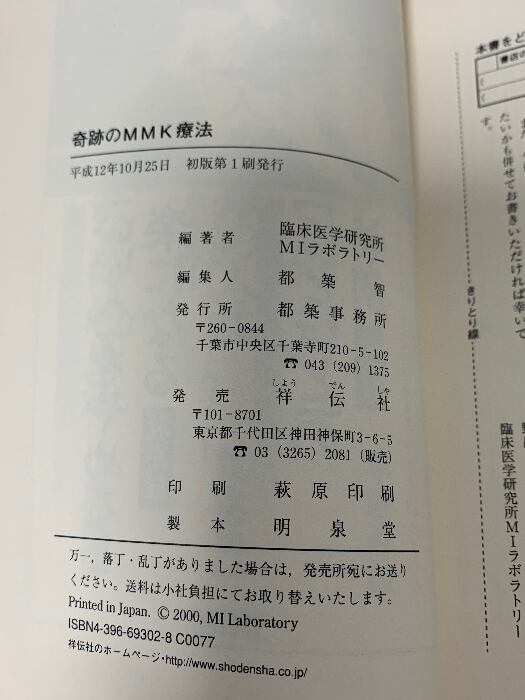 奇跡のMMK療法
平成12年10月25日 初版第1刷発行
編著者 臨床医学研究所
MIラボラトリー
編集人 都築 智
発行所 都築事務所
〒260-0844
千葉市中央区千葉寺町210-5-102
☎ 043 (209) 1375
しよう でん しや
発売 祥伝社
〒101-8701
東京都千代田区神田神保町3-6-5
☎ 03 (3265) 2081 (販売)
印刷 萩原印刷
製本 明泉堂
万一，落丁・乱丁がありました場合は，発売所宛にお送り
ください。送料は小社負担にてお取り替えいたします。
Printed in Japan. © 2000, MI Laboratory
ISBN4-396-69302-8 C0077
祥伝社のホームページ・http://www.shodensha.co.jp/
本書をど
書店の
たいかも併せてお書きいただければ幸いで
す。
きりとり線
臨床医学研究所MIラボラトリー